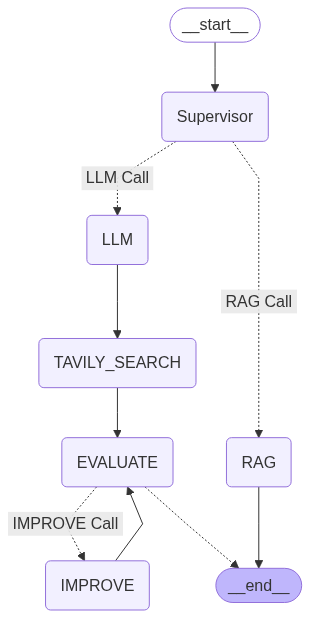 __start__
Supervisor
LLM Call
LLM
RAG Call
TAVILY_SEARCH
EVALUATE
RAG
IMPROVE Call
IMPROVE
__end__